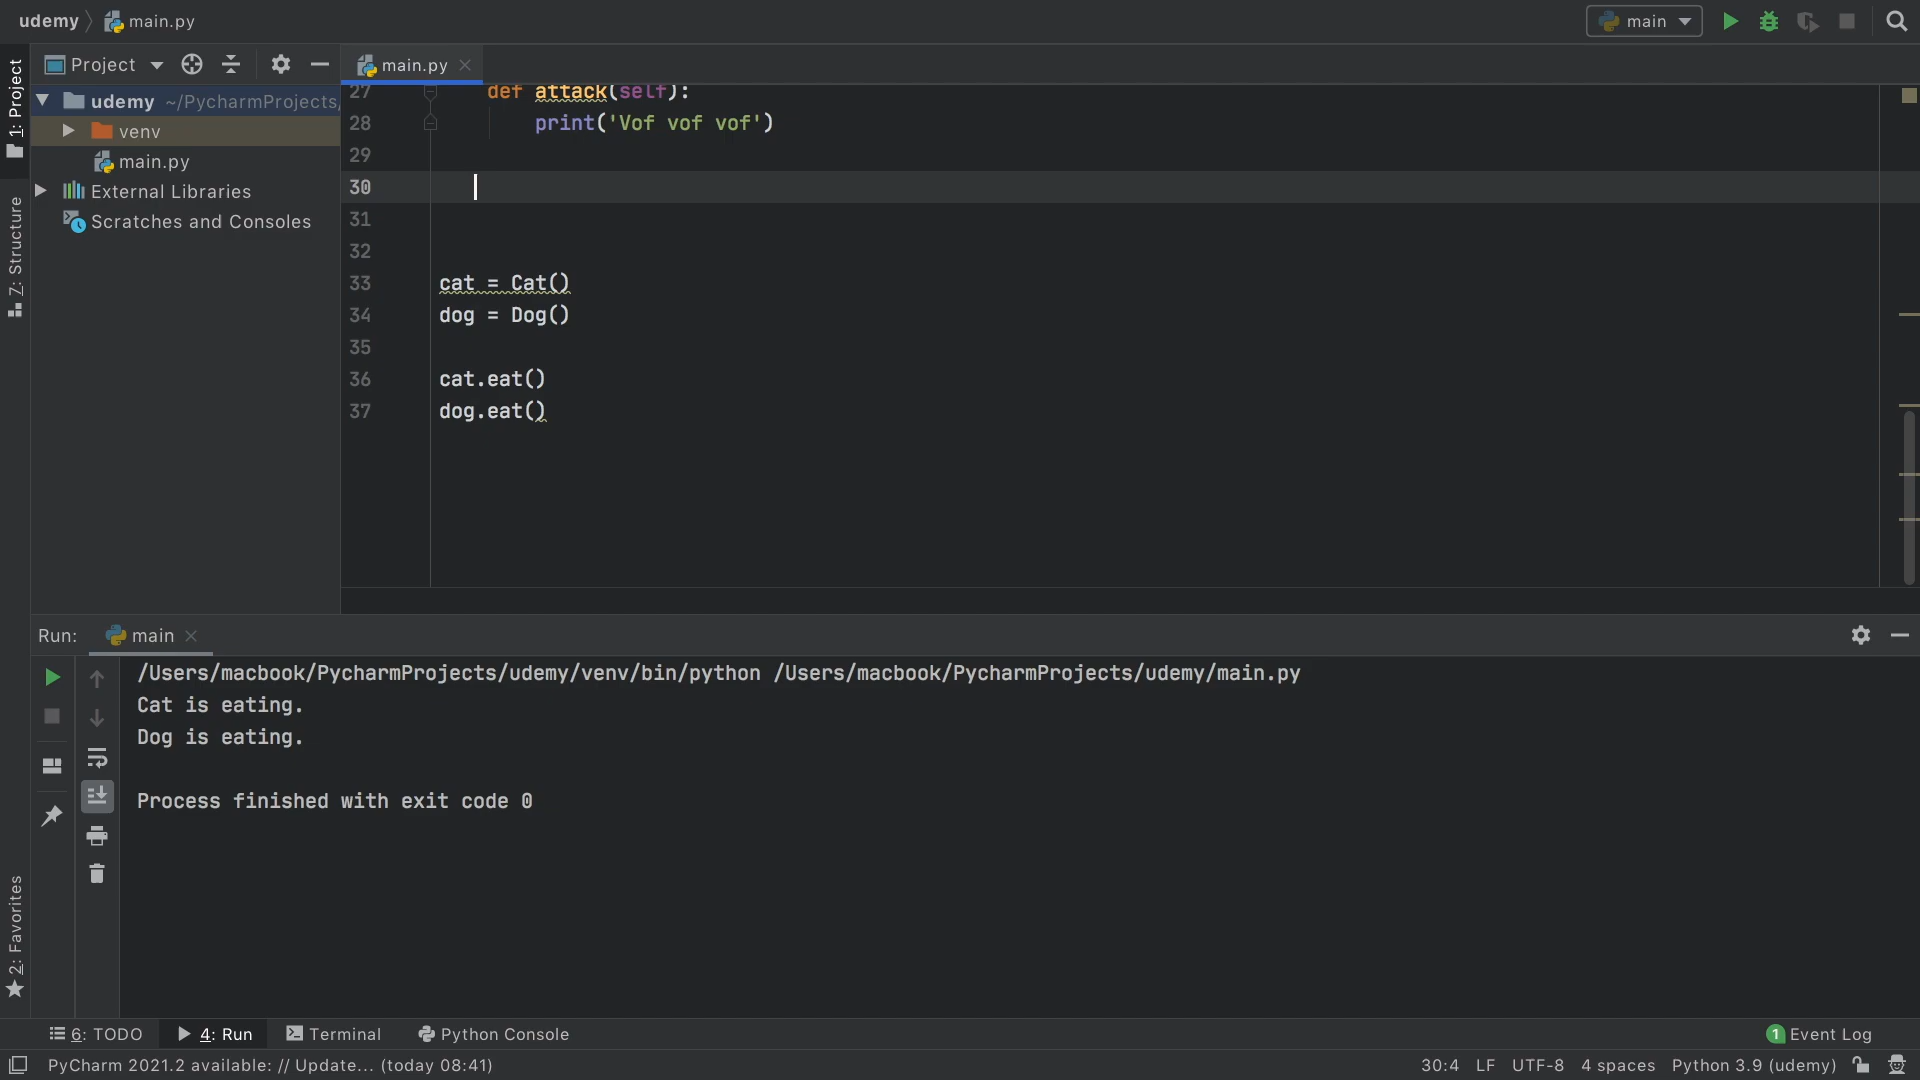 udemy main.py
main
Project
main.py
1: Project
udemy ~/PycharmProjects/
venv
main.py
External Libraries
Scratches and Consoles
7: Structure
27 def attack(self):
28 print('Vof vof vof')
29
30
31
32
33 cat = Cat()
34 dog = Dog()
35
36 cat.eat()
37 dog.eat()
Run: main
/Users/macbook/PycharmProjects/udemy/venv/bin/python /Users/macbook/PycharmProjects/udemy/main.py
Cat is eating.
Dog is eating.
Process finished with exit code 0
2: Favorites
6: TODO 4: Run Terminal Python Console 1 Event Log
PyCharm 2021.2 available: // Update... (today 08:41) 30:4 LF UTF-8 4 spaces Python 3.9 (udemy)